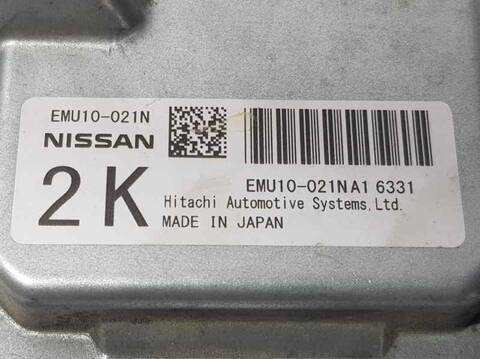 EMU10-021N
NISSAN
2K
EMU10-021NA1 6331
Hitachi Automotive Systems,Ltd.
MADE IN JAPAN